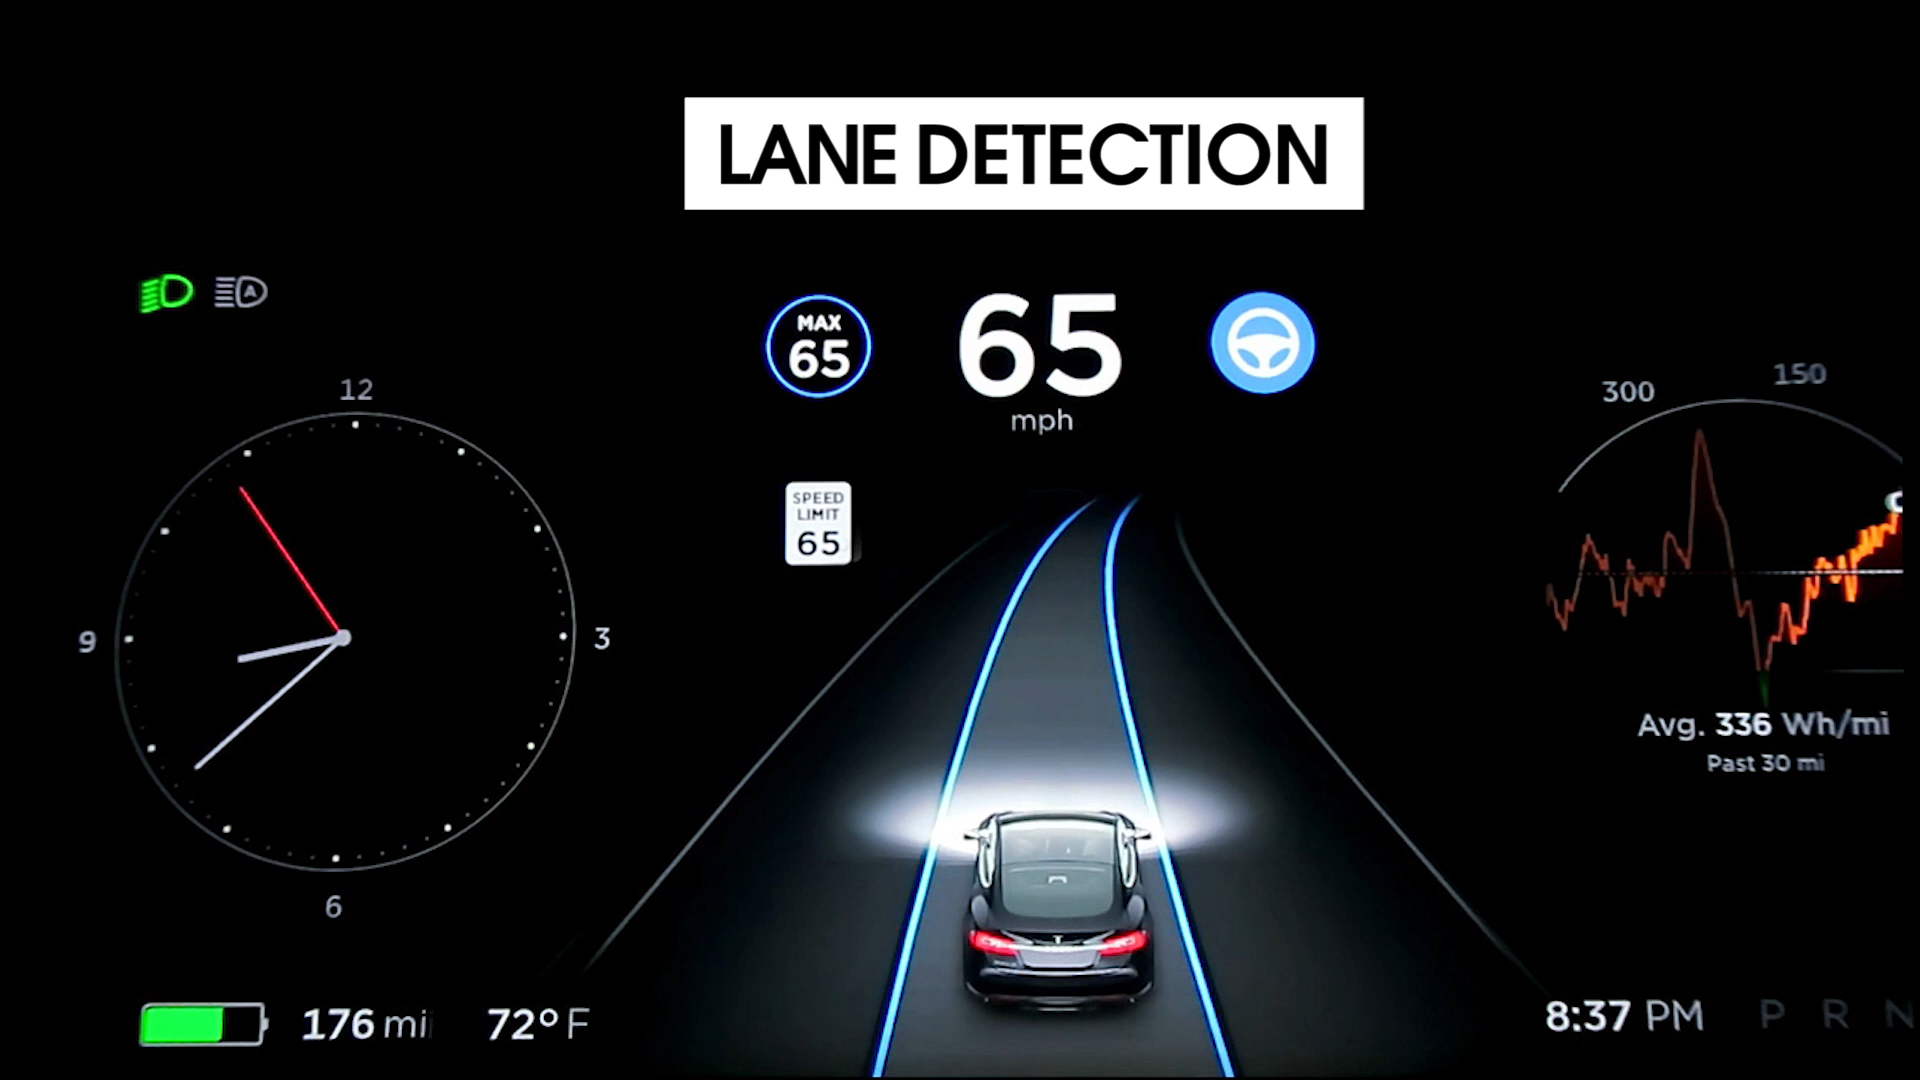 LANE DETECTION
A
MAX
65
65
mph
SPEED
LIMIT
65
12
3
6
9
300
150
Avg. 336 Wh/mi
Past 30 mi
176 mi
72° F
8:37 PM
P R N